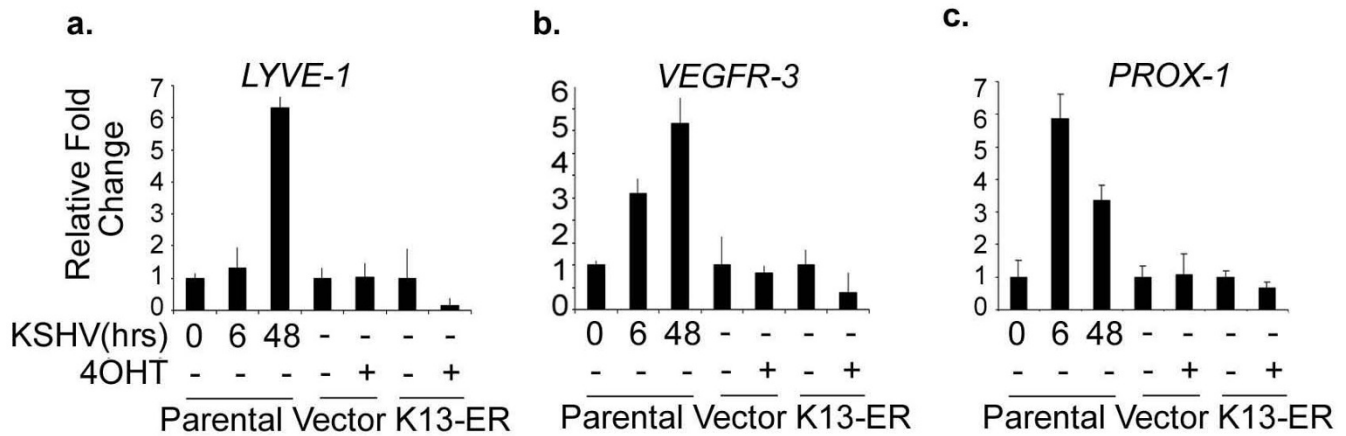 a.
LYVE-1
Relative Fold
Change
7
6
5
4
3
2
1
0
KSHV(hrs) 0 6 48 - - - -
4OHT - - - - + - +
Parental Vector K13-ER
b.
VEGFR-3
6
5
4
3
2
1
0
0 6 48 - - - -
- - - - + - +
Parental Vector K13-ER
c.
PROX-1
7
6
5
4
3
2
1
0
0 6 48 - - - -
- - - - + - +
Parental Vector K13-ER